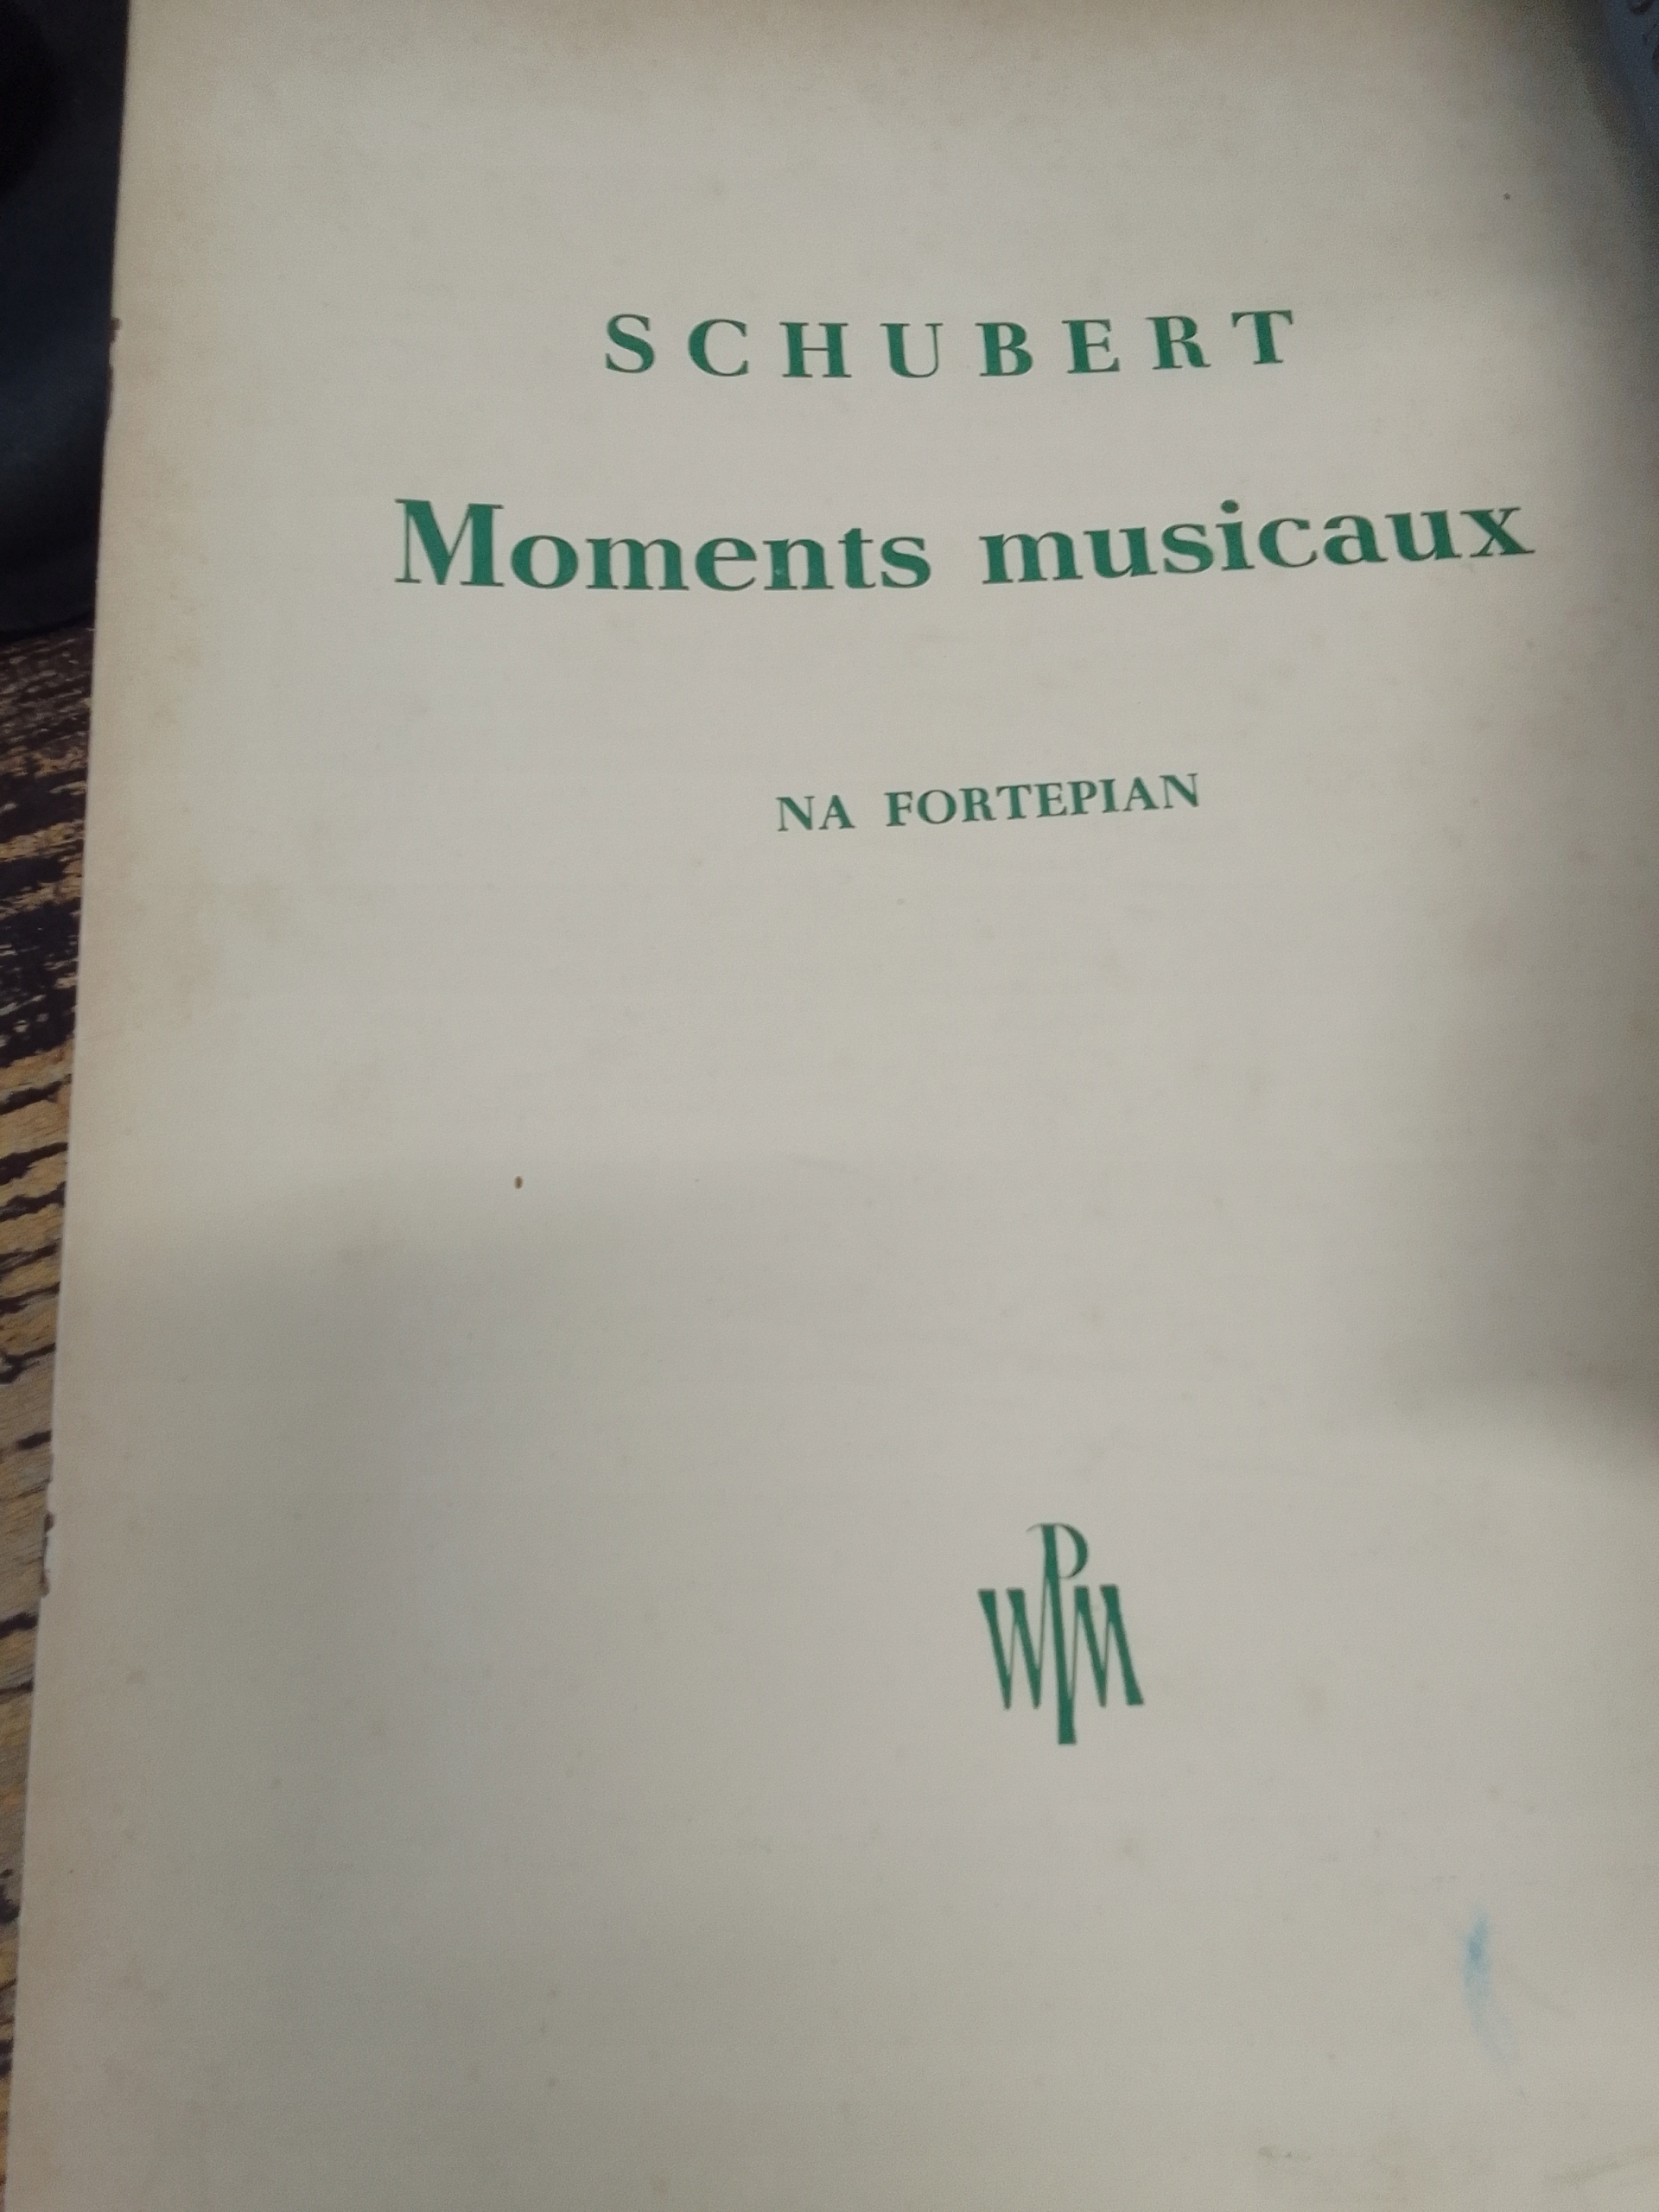 SCHUBERT
Moments musicaux
NA FORTEPIAN
PWM